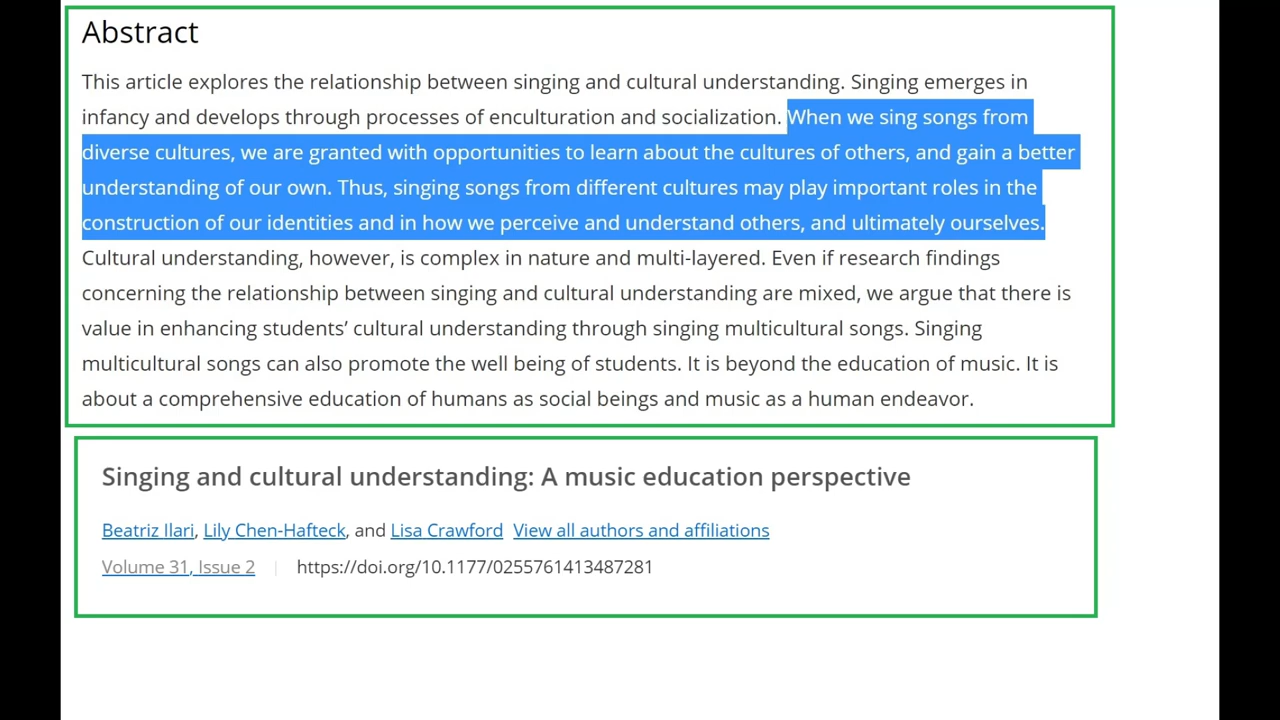 Abstract
This article explores the relationship between singing and cultural understanding. Singing emerges in
infancy and develops through processes of enculturation and socialization. When we sing songs from
diverse cultures, we are granted with opportunities to learn about the cultures of others, and gain a better
understanding of our own. Thus, singing songs from different cultures may play important roles in the
construction of our identities and in how we perceive and understand others, and ultimately ourselves.
Cultural understanding, however, is complex in nature and multi-layered. Even if research findings
concerning the relationship between singing and cultural understanding are mixed, we argue that there is
value in enhancing students’ cultural understanding through singing multicultural songs. Singing
multicultural songs can also promote the well being of students. It is beyond the education of music. It is
about a comprehensive education of humans as social beings and music as a human endeavor.
Singing and cultural understanding: A music education perspective
Beatriz Ilari, Lily Chen-Hafteck, and Lisa Crawford View all authors and affiliations
Volume 31, Issue 2 | https://doi.org/10.1177/0255761413487281